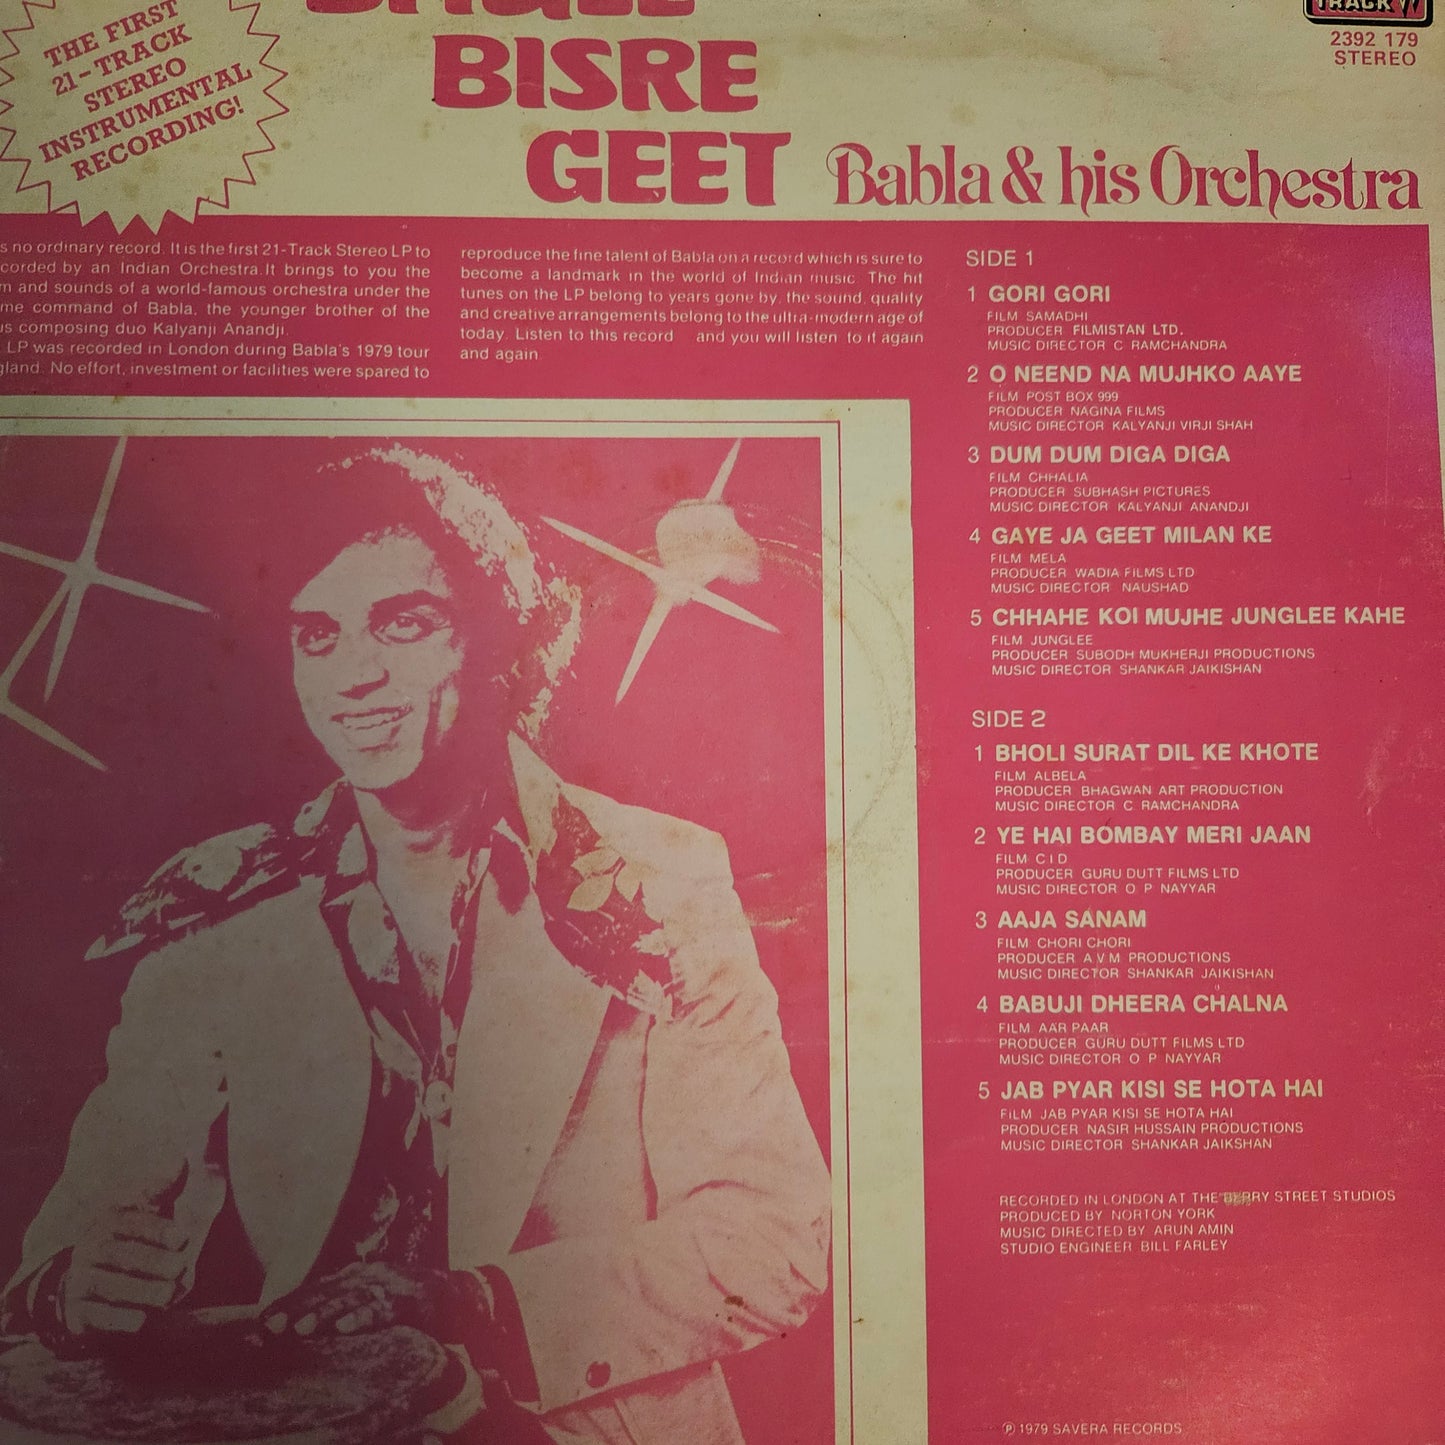 THE FIRST
21-TRACK
STEREO
INSTRUMENTAL
RECORDING!
BISRE
GEET
Babla & his Orchestra
TRACK
2392 179
STEREO
s no ordinary record. It is the first 21-Track Stereo LP to
corded by an Indian Orchestra. It brings to you the
m and sounds of a world-famous orchestra under the
me command of Babla, the younger brother of the
us composing duo Kalyanji Anandji.
LP was recorded in London during Babla's 1979 tour
gland. No effort, investment or facilities were spared to
reproduce the fine talent of Babla on a record which is sure to
become a landmark in the world of Indian music. The hit
tunes on the LP belong to years gone by, the sound, quality
and creative arrangements belong to the ultra-modern age of
today. Listen to this record and you will listen to it again
and again.
SIDE 1
1 GORI GORI
FILM SAMADHI
PRODUCER FILMISTAN LTD.
MUSIC DIRECTOR C RAMCHANDRA
2 O NEEND NA MUJHKO AAYE
FILM POST BOX 999
PRODUCER NAGINA FILMS
MUSIC DIRECTOR KALYANJI VIRJI SHAH
3 DUM DUM DIGA DIGA
FILM CHHALIA
PRODUCER SUBHASH PICTURES
MUSIC DIRECTOR KALYANJI ANANDJI
4 GAYE JA GEET MILAN KE
FILM MELA
PRODUCER WADIA FILMS LTD
MUSIC DIRECTOR NAUSHAD
5 CHHAHE KOI MUJHE JUNGLEE KAHE
FILM JUNGLEE
PRODUCER SUBODH MUKHERJI PRODUCTIONS
MUSIC DIRECTOR SHANKAR JAIKISHAN
SIDE 2
1 BHOLI SURAT DIL KE KHOTE
FILM ALBELA
PRODUCER BHAGWAN ART PRODUCTION
MUSIC DIRECTOR C RAMCHANDRA
2 YE HAI BOMBAY MERI JAAN
FILM C I D
PRODUCER GURU DUTT FILMS LTD
MUSIC DIRECTOR O P NAYYAR
3 AAJA SANAM
FILM CHORI CHORI
PRODUCER A V M PRODUCTIONS
MUSIC DIRECTOR SHANKAR JAIKISHAN
4 BABUJI DHEERA CHALNA
FILM AAR PAAR
PRODUCER GURU DUTT FILMS LTD
MUSIC DIRECTOR O P NAYYAR
5 JAB PYAR KISI SE HOTA HAI
FILM JAB PYAR KISI SE HOTA HAI
PRODUCER NASIR HUSSAIN PRODUCTIONS
MUSIC DIRECTOR SHANKAR JAIKSHAN
RECORDED IN LONDON AT THE BERRY STREET STUDIOS
PRODUCED BY NORTON YORK
MUSIC DIRECTED BY ARUN AMIN
STUDIO ENGINEER BILL FARLEY
℗ 1979 SAVERA RECORDS